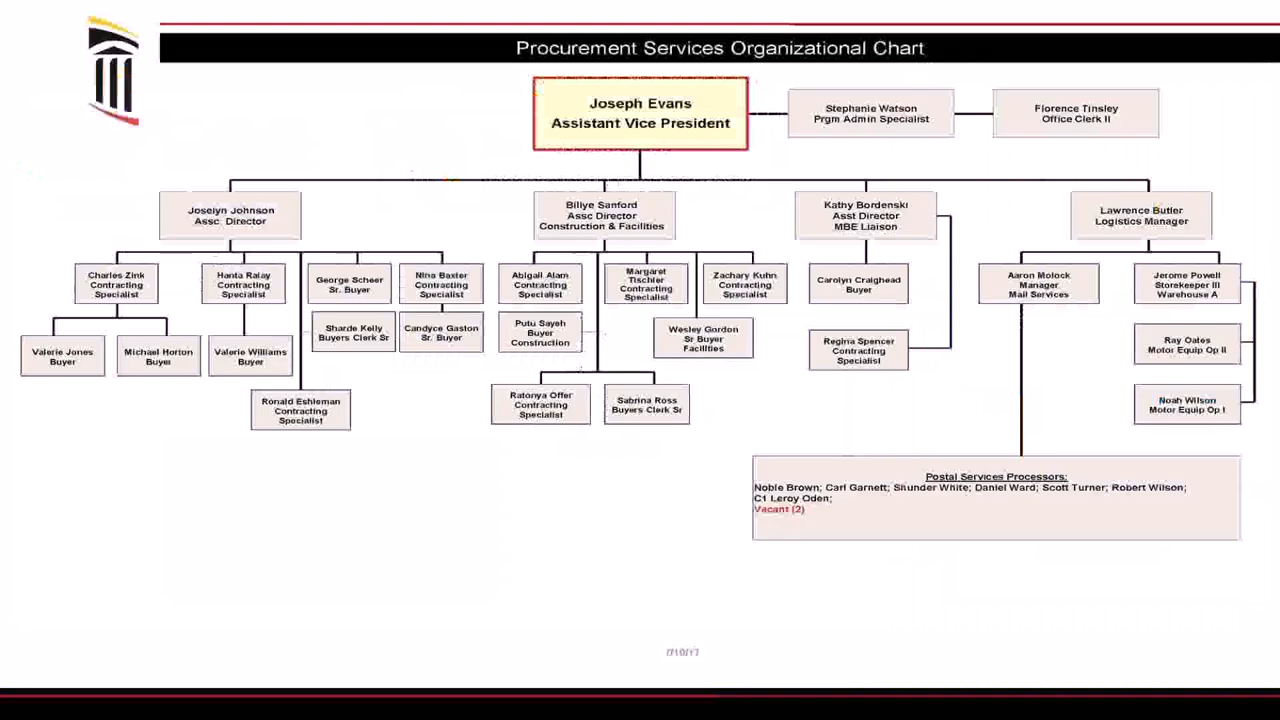 Procurement Services Organizational Chart
Joseph Evans
Assistant Vice President
Stephanie Watson
Prgm Admin Specialist
Florence Tinsley
Office Clerk II
Joselyn Johnson
Assc Director
Billye Sanford
Assc Director
Construction & Facilities
Kathy Bordenski
Asst Director
MBE Liaison
Lawrence Butler
Logistics Manager
Charles Zink
Contracting
Specialist
Hanta Ralay
Contracting
Specialist
George Scheer
Sr. Buyer
Nina Baxter
Contracting
Specialist
Abigail Alam
Contracting
Specialist
Margaret
Tischler
Contracting
Specialist
Zachary Kuhn
Contracting
Specialist
Carolyn Craighead
Buyer
Aaron Molock
Manager
Mail Services
Jerome Powell
Storekeeper III
Warehouse A
Sharde Kelly
Buyers Clerk Sr
Candyce Gaston
Sr. Buyer
Putu Sayeh
Buyer
Construction
Wesley Gordon
Sr Buyer
Facilities
Valerie Jones
Buyer
Michael Horton
Buyer
Valerie Williams
Buyer
Regina Spencer
Contracting
Specialist
Ray Oates
Motor Equip Op II
Ronald Eshleman
Contracting
Specialist
Ratonya Offer
Contracting
Specialist
Sabrina Ross
Buyers Clerk Sr
Noah Wilson
Motor Equip Op I
Postal Services Processors:
Noble Brown; Carl Garnett; Shunder White; Daniel Ward; Scott Turner; Robert Wilson;
C1 Leroy Oden;
Vacant (2)